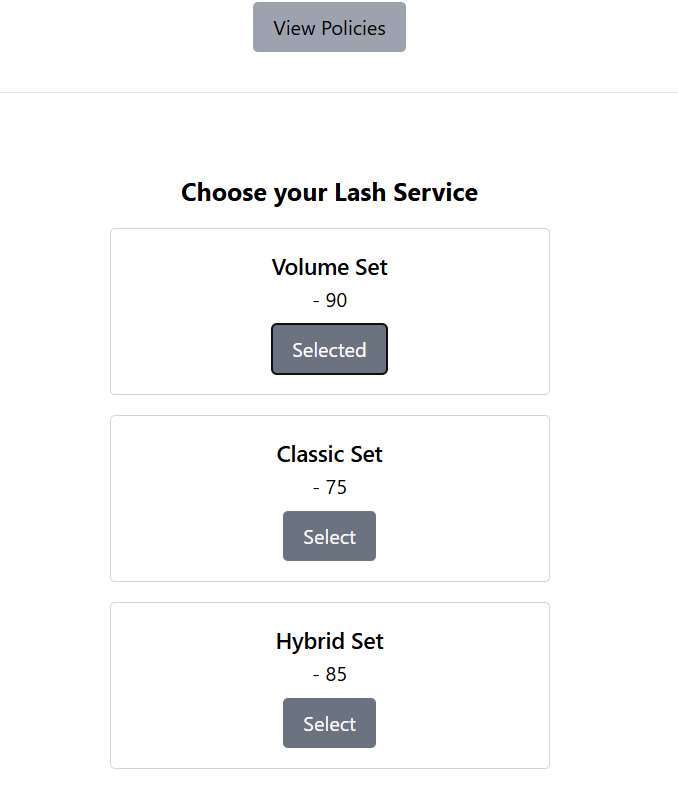 View Policies
Choose your Lash Service
Volume Set
- 90
Selected
Classic Set
- 75
Select
Hybrid Set
- 85
Select